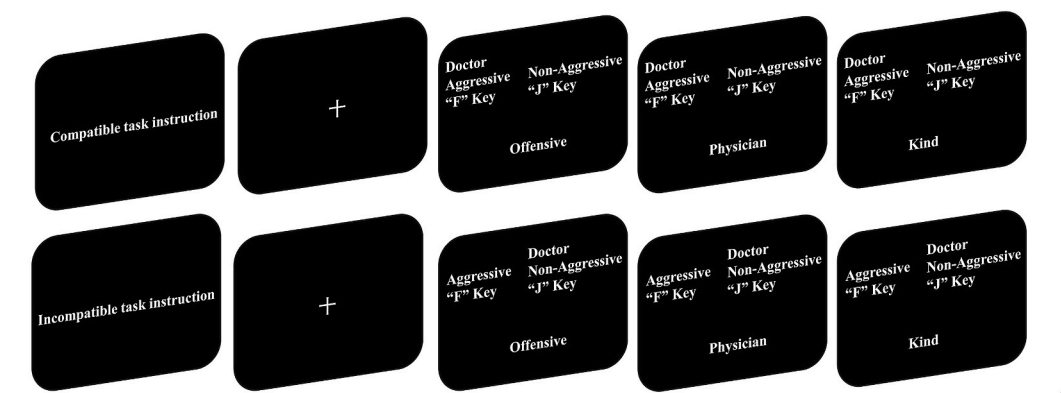 Compatible task instruction
Doctor
Aggressive
“F” Key
Non-Aggressive
“J” Key
Offensive
Doctor
Aggressive
“F” Key
Non-Aggressive
“J” Key
Physician
Doctor
Aggressive
“F” Key
Non-Aggressive
“J” Key
Kind
Incompatible task instruction
Aggressive
“F” Key
Doctor
Non-Aggressive
“J” Key
Offensive
Aggressive
“F” Key
Doctor
Non-Aggressive
“J” Key
Physician
Aggressive
“F” Key
Doctor
Non-Aggressive
“J” Key
Kind